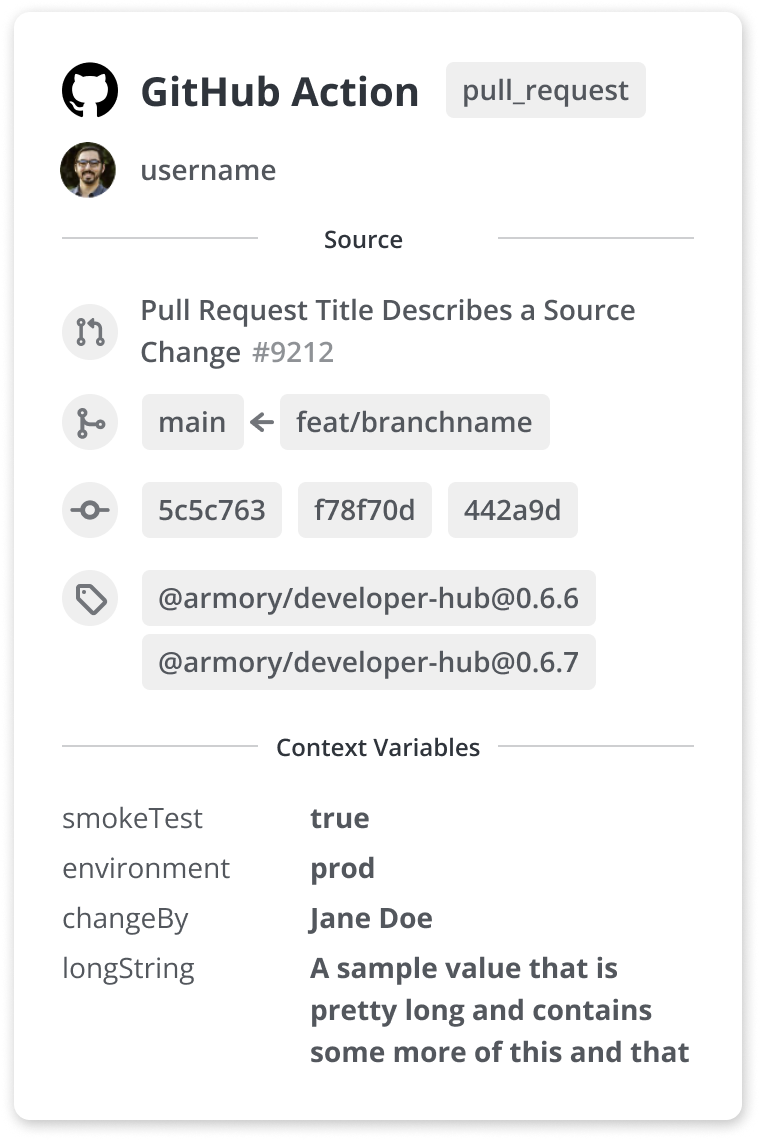 GitHub Action pull_request
username
Source
Pull Request Title Describes a Source
Change #9212
main ← feat/branchname
5c5c763 f78f70d 442a9d
@armory/developer-hub@0.6.6
@armory/developer-hub@0.6.7
Context Variables
smokeTest true
environment prod
changeBy Jane Doe
longString A sample value that is
pretty long and contains
some more of this and that